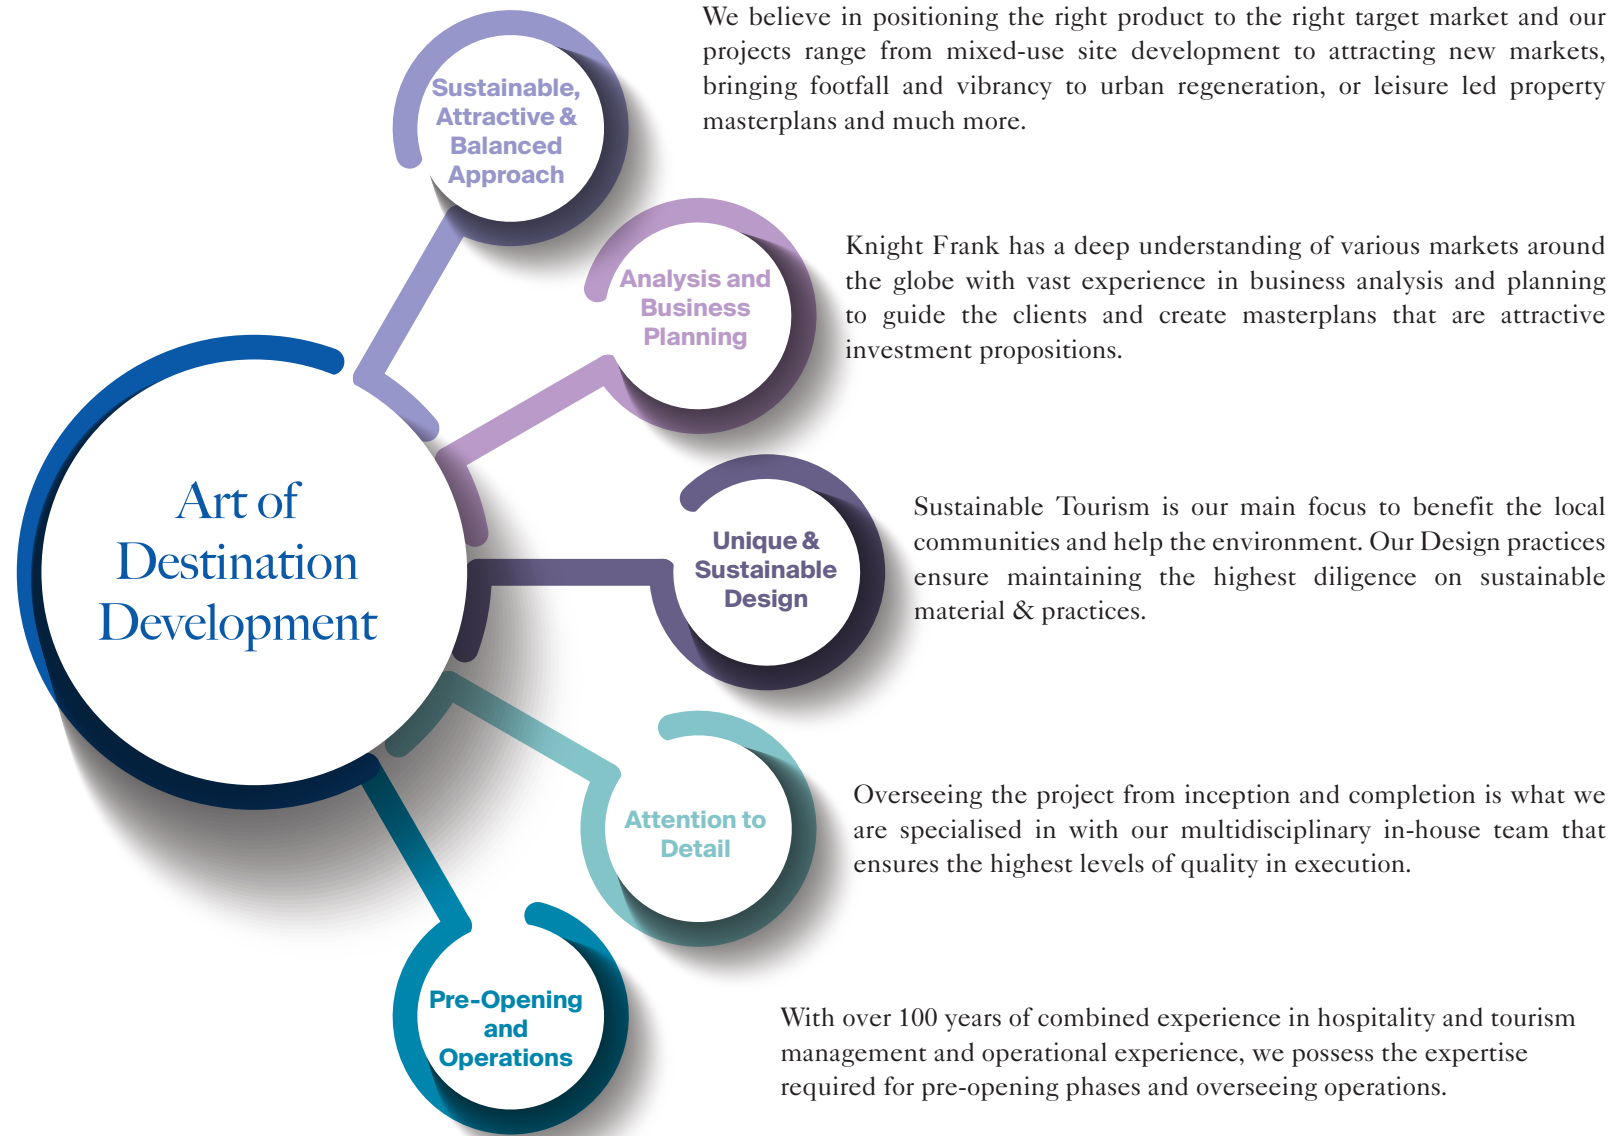 Art of
Destination
Development
Sustainable,
Attractive &
Balanced
Approach
We believe in positioning the right product to the right target market and our
projects range from mixed-use site development to attracting new markets,
bringing footfall and vibrancy to urban regeneration, or leisure led property
masterplans and much more.
Analysis and
Business
Planning
Knight Frank has a deep understanding of various markets around
the globe with vast experience in business analysis and planning
to guide the clients and create masterplans that are attractive
investment propositions.
Unique &
Sustainable
Design
Sustainable Tourism is our main focus to benefit the local
communities and help the environment. Our Design practices
ensure maintaining the highest diligence on sustainable
material & practices.
Attention to
Detail
Overseeing the project from inception and completion is what we
are specialised in with our multidisciplinary in-house team that
ensures the highest levels of quality in execution.
Pre-Opening
and
Operations
With over 100 years of combined experience in hospitality and tourism
management and operational experience, we possess the expertise
required for pre-opening phases and overseeing operations.